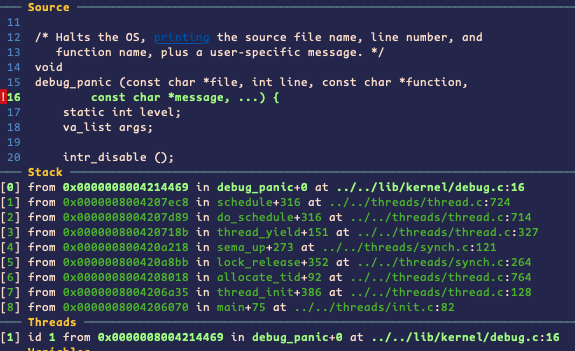 Source
11
12 /* Halts the OS, printing the source file name, line number, and
13 function name, plus a user-specific message. */
14 void
15 debug_panic (const char *file, int line, const char *function,
!16 const char *message, ...) {
17 static int level;
18 va_list args;
19
20 intr_disable ();
Stack
[0] from 0x0000008004214469 in debug_panic+0 at ../../lib/kernel/debug.c:16
[1] from 0x0000008004207ec8 in schedule+316 at ../../threads/thread.c:724
[2] from 0x0000008004207d89 in do_schedule+316 at ../../threads/thread.c:714
[3] from 0x000000800420718b in thread_yield+151 at ../../threads/thread.c:327
[4] from 0x000000800420a218 in sema_up+273 at ../../threads/synch.c:121
[5] from 0x000000800420a8bb in lock_release+352 at ../../threads/synch.c:264
[6] from 0x0000008004208018 in allocate_tid+92 at ../../threads/thread.c:764
[7] from 0x0000008004206a35 in thread_init+386 at ../../threads/thread.c:128
[8] from 0x0000008004206070 in main+75 at ../../threads/init.c:82
Threads
[1] id 1 from 0x0000008004214469 in debug_panic+0 at ../../lib/kernel/debug.c:16
Variables